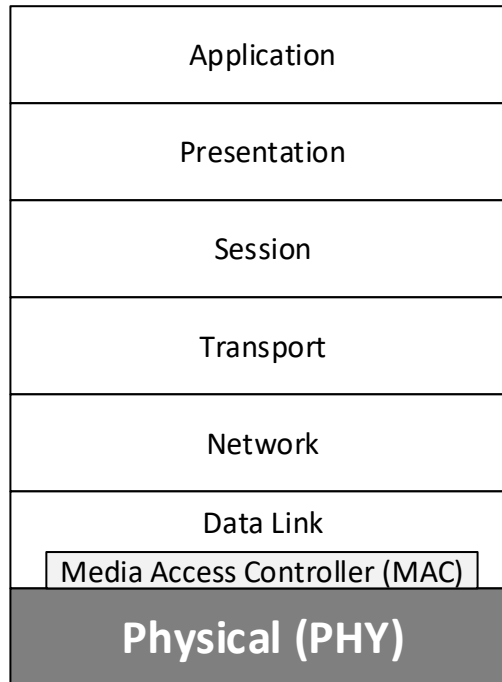 Application
Presentation
Session
Transport
Network
Data Link
Media Access Controller (MAC)
Physical (PHY)